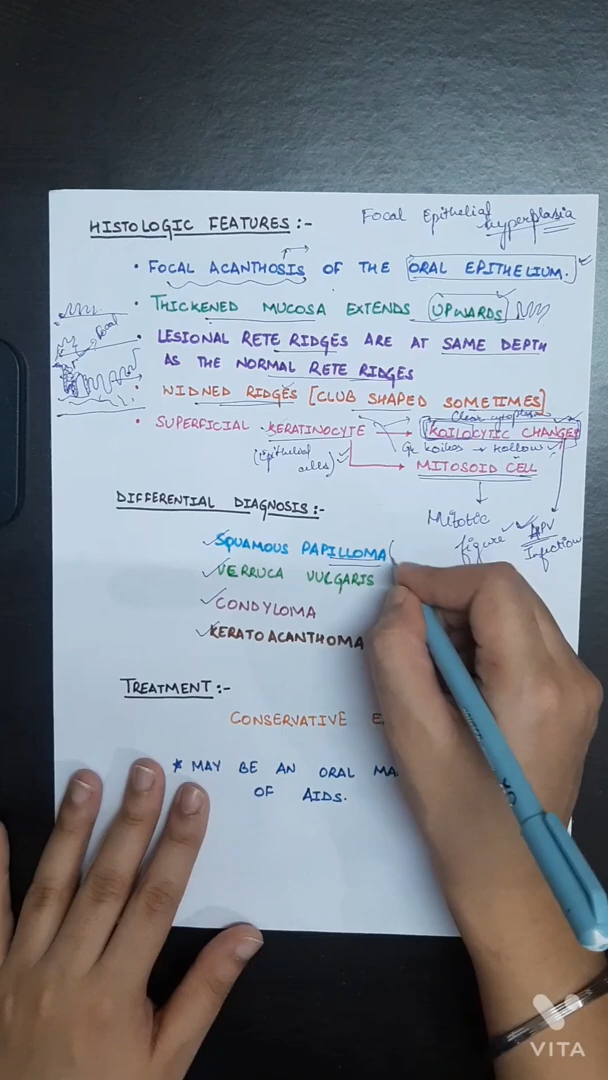 Focal Epithelial hyperplasia
HISTOLOGIC FEATURES :-
• FOCAL ACANTHOSIS OF THE ORAL EPITHELIUM.
• THICKENED MUCOSA EXTENDS UPWARDS
• LESIONAL RETE RIDGES ARE AT SAME DEPTH
AS THE NORMAL RETE RIDGES
• WIDNED RIDGES [CLUB SHAPED SOMETIMES]
Clear cytoplasm
• SUPERFICIAL KERATINOCYTE → KOILOCYTIC CHANGES
(Epithelial cells)
Gk koilos → Hollow
→ MITOSOID CELL
Mitotic
figure
HPV
Infection
DIFFERENTIAL DIAGNOSIS :-
SQUAMOUS PAPILLOMA (
VERRUCA VULGARIS
CONDYLOMA
KERATOACANTHOMA
TREATMENT :-
CONSERVATIVE E
* MAY BE AN ORAL MA
OF AIDS.
VITA